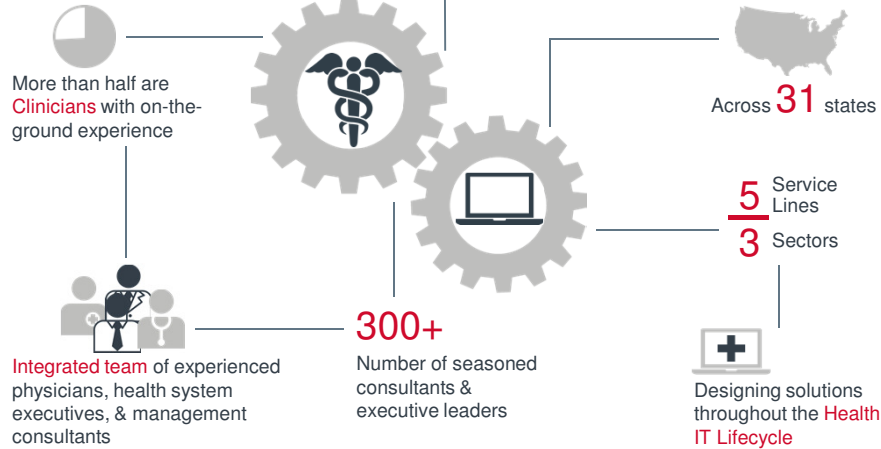 More than half are
Clinicians with on-the-
ground experience
Across 31 states
5 Service
Lines
3 Sectors
Integrated team of experienced
physicians, health system
executives, & management
consultants
300+
Number of seasoned
consultants &
executive leaders
Designing solutions
throughout the Health
IT Lifecycle